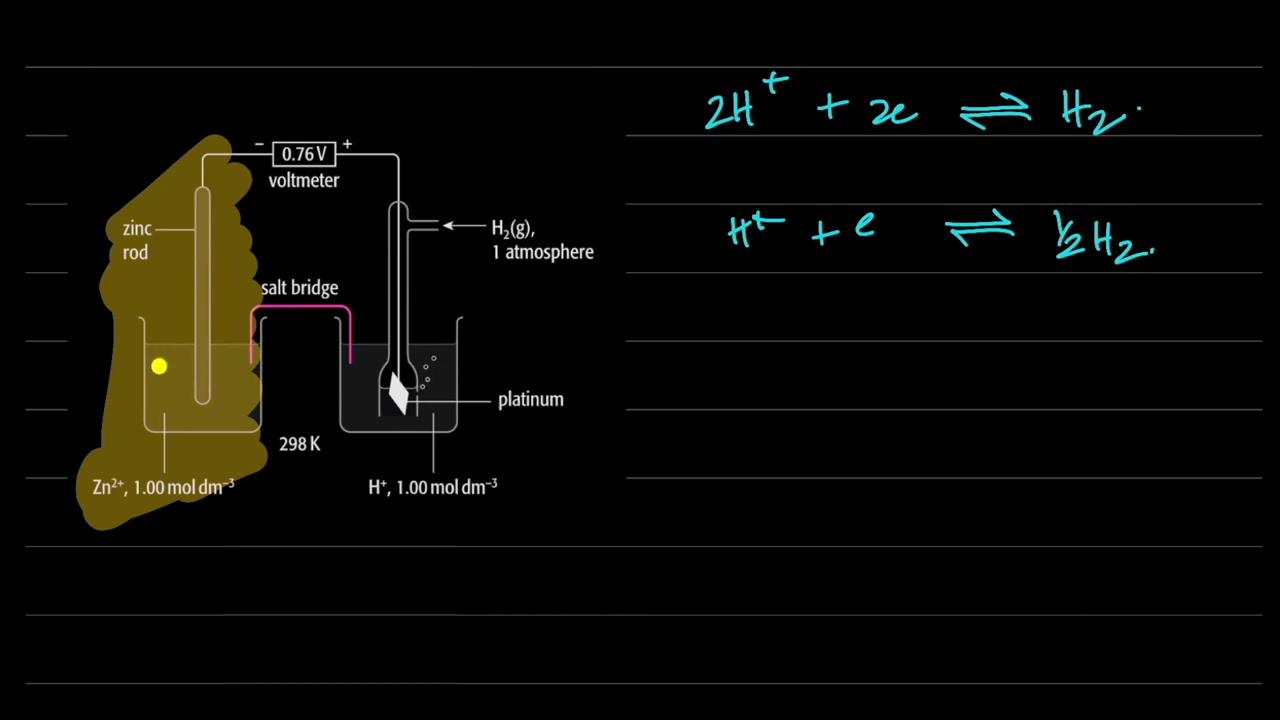 2H⁺ + 2e ⇌ H₂.
− 0.76 V +
voltmeter
zinc
rod
H₂(g),
1 atmosphere
H⁺ + e ⇌ ½H₂.
salt bridge
platinum
298 K
Zn²⁺, 1.00 mol dm⁻³
H⁺, 1.00 mol dm⁻³